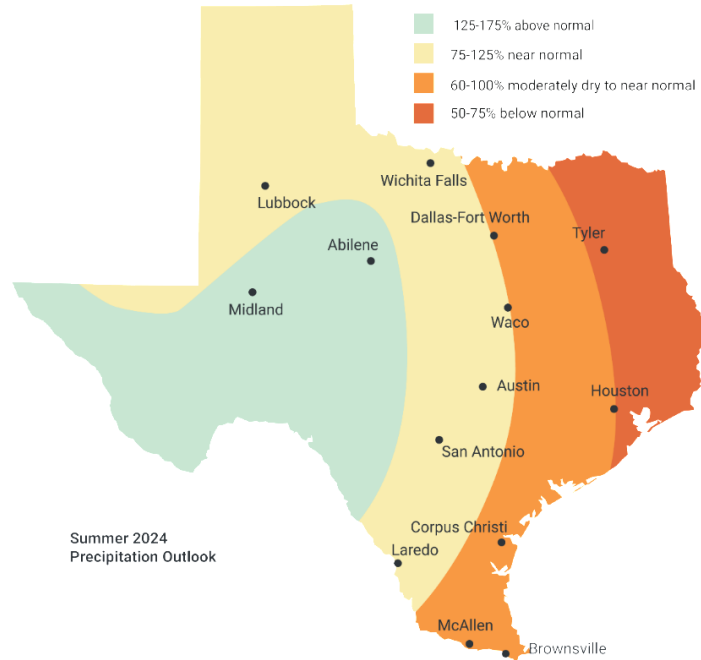 125-175% above normal
75-125% near normal
60-100% moderately dry to near normal
50-75% below normal
Wichita Falls
Lubbock
Dallas-Fort Worth
Abilene
Tyler
Midland
Waco
Austin
Houston
San Antonio
Corpus Christi
Summer 2024
Precipitation Outlook
Laredo
McAllen
Brownsville